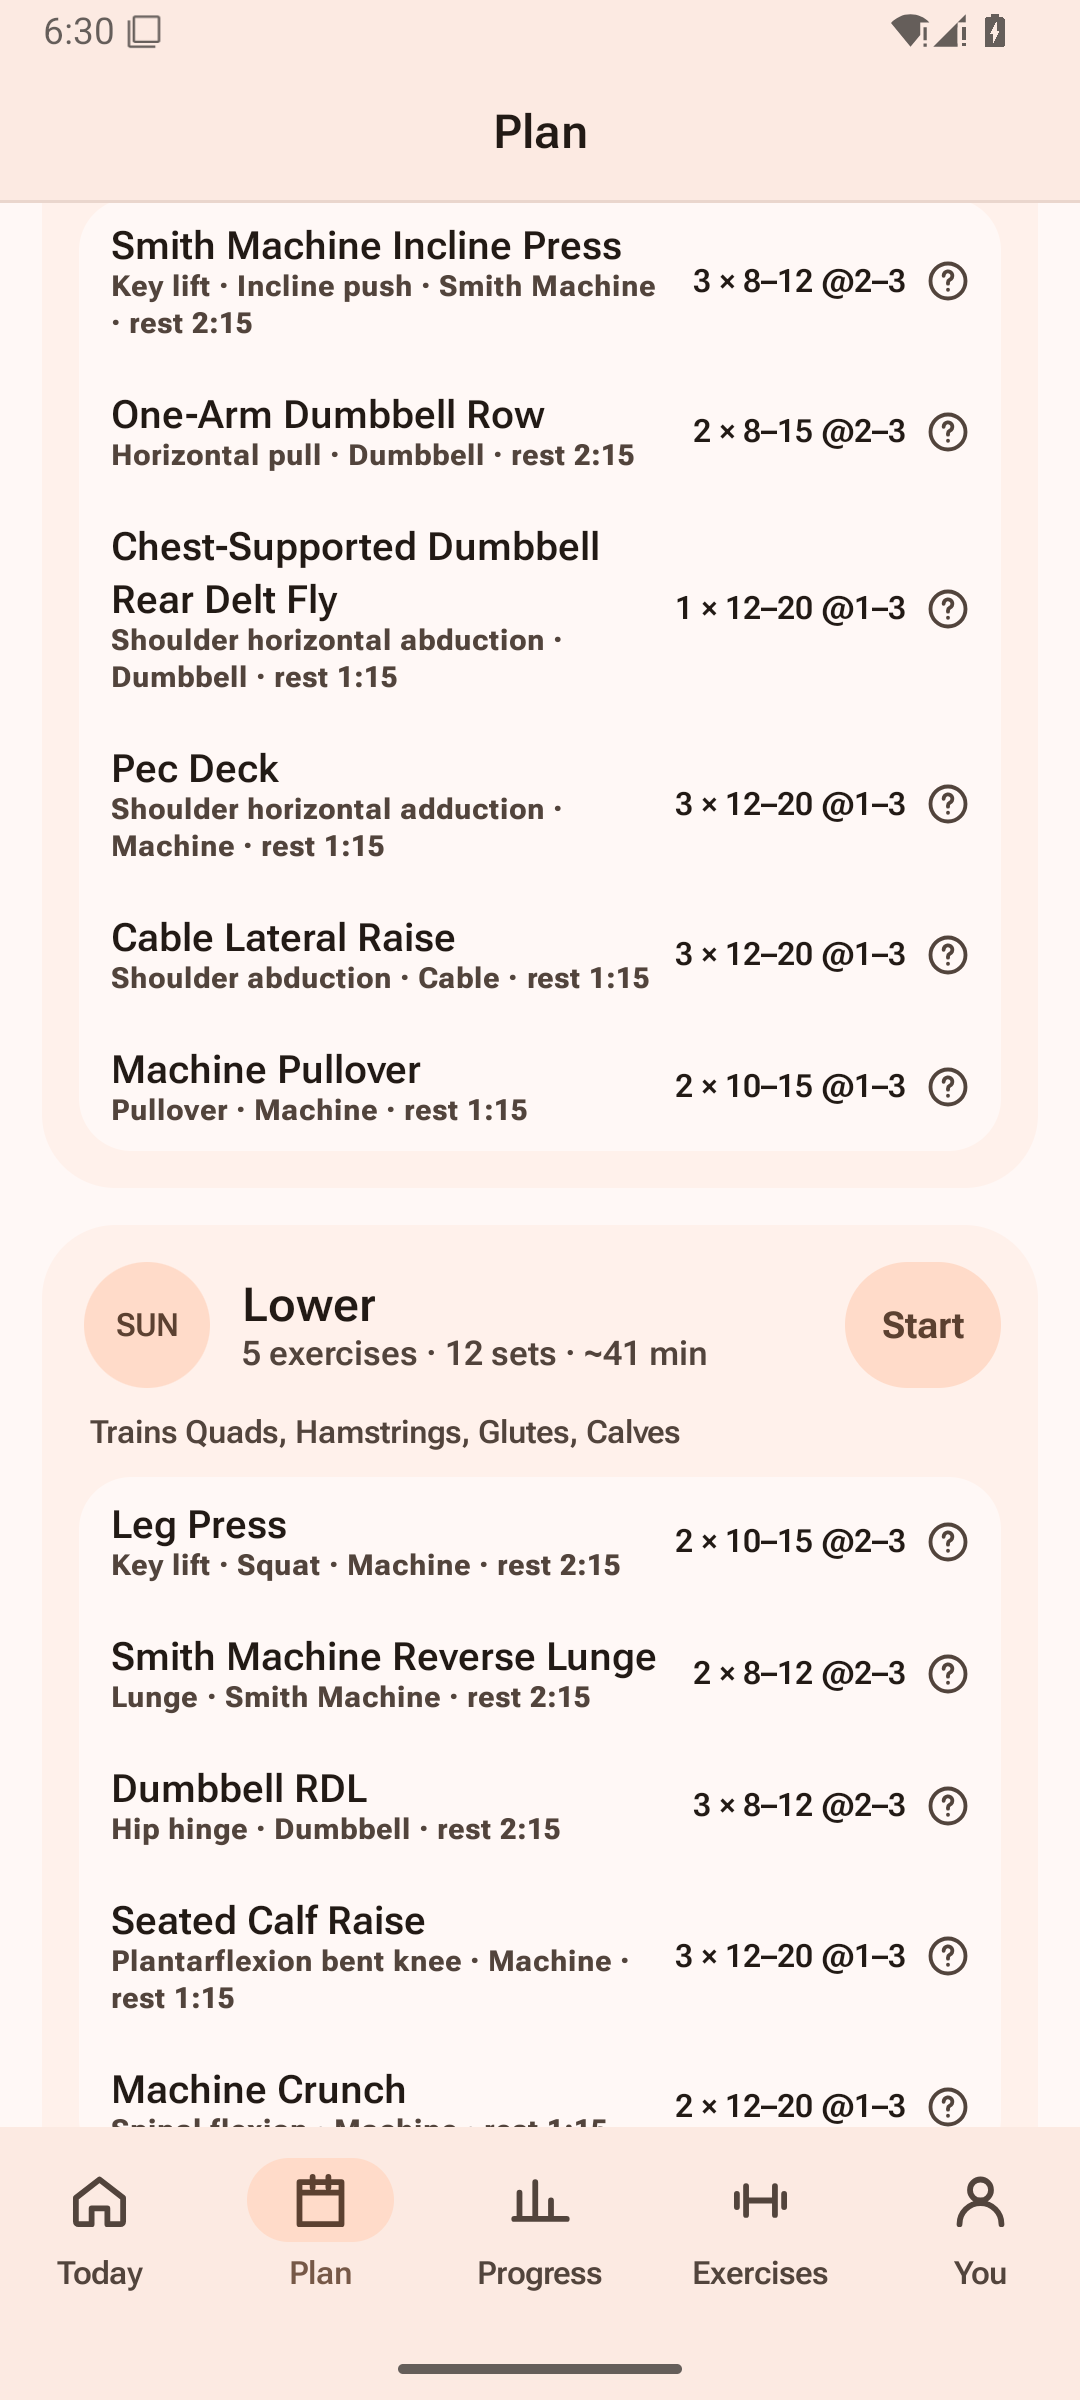 6:30
Plan
Smith Machine Incline Press
Key lift · Incline push · Smith Machine
· rest 2:15
3 × 8–12 @2–3
One-Arm Dumbbell Row
Horizontal pull · Dumbbell · rest 2:15
2 × 8–15 @2–3
Chest-Supported Dumbbell
Rear Delt Fly
Shoulder horizontal abduction ·
Dumbbell · rest 1:15
1 × 12–20 @1–3
Pec Deck
Shoulder horizontal adduction ·
Machine · rest 1:15
3 × 12–20 @1–3
Cable Lateral Raise
Shoulder abduction · Cable · rest 1:15
3 × 12–20 @1–3
Machine Pullover
Pullover · Machine · rest 1:15
2 × 10–15 @1–3
SUN
Lower
5 exercises · 12 sets · ~41 min
Start
Trains Quads, Hamstrings, Glutes, Calves
Leg Press
Key lift · Squat · Machine · rest 2:15
2 × 10–15 @2–3
Smith Machine Reverse Lunge
Lunge · Smith Machine · rest 2:15
2 × 8–12 @2–3
Dumbbell RDL
Hip hinge · Dumbbell · rest 2:15
3 × 8–12 @2–3
Seated Calf Raise
Plantarflexion bent knee · Machine ·
rest 1:15
3 × 12–20 @1–3
Machine Crunch
Spinal flexion · Machine · rest 1:15
2 × 12–20 @1–3
Today
Plan
Progress
Exercises
You